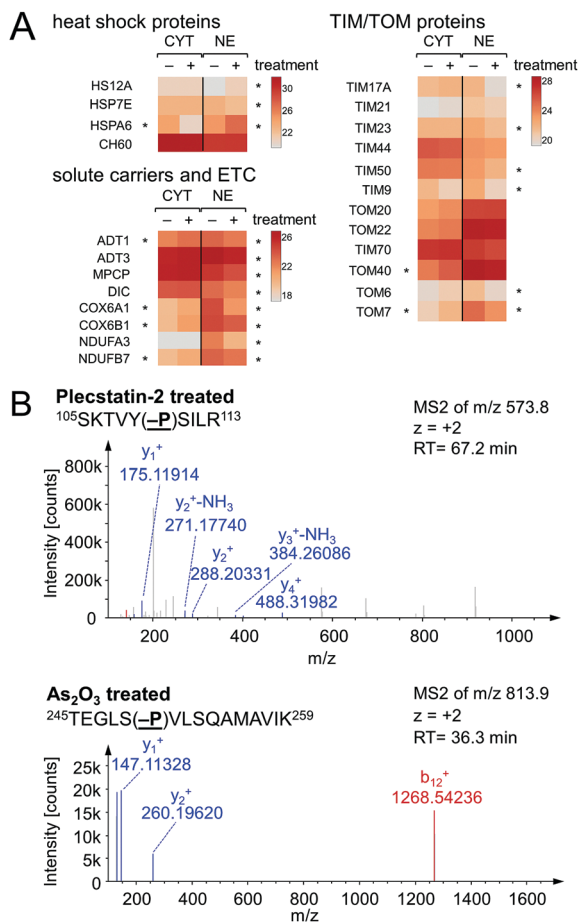 A
heat shock proteins
CYT NE
– + – + treatment
HS12A *
HSP7E *
HSPA6 * *
CH60
30
26
22
solute carriers and ETC
CYT NE
– + – + treatment
ADT1 * *
ADT3 *
MPCP *
DIC *
COX6A1 * *
COX6B1 * *
NDUFA3 *
NDUFB7 * *
26
22
18
TIM/TOM proteins
CYT NE
– + – + treatment
TIM17A *
TIM21
TIM23 *
TIM44
TIM50 *
TIM9 *
TOM20
TOM22
TIM70
TOM40 *
TOM6 *
TOM7 * *
28
24
20
B
Plecstatin-2 treated
¹⁰⁵SKTVY(–P)SILR¹¹³
MS2 of m/z 573.8
z = +2
RT= 67.2 min
Intensity [counts]
800k
600k
400k
200k
0
y₁⁺
175.11914
y₂⁺-NH₃
271.17740
y₂⁺
288.20331
y₃⁺-NH₃
384.26086
y₄⁺
488.31982
200 400 600 800 1000
m/z
As₂O₃ treated
²⁴⁵TEGLS(–P)VLSQAMAVIK²⁵⁹
MS2 of m/z 813.9
z = +2
RT= 36.3 min
Intensity [counts]
25k
20k
15k
10k
5k
0
y₁⁺
147.11328
y₂⁺
260.19620
b₁₂⁺
1268.54236
200 400 600 800 1000 1200 1400 1600
m/z